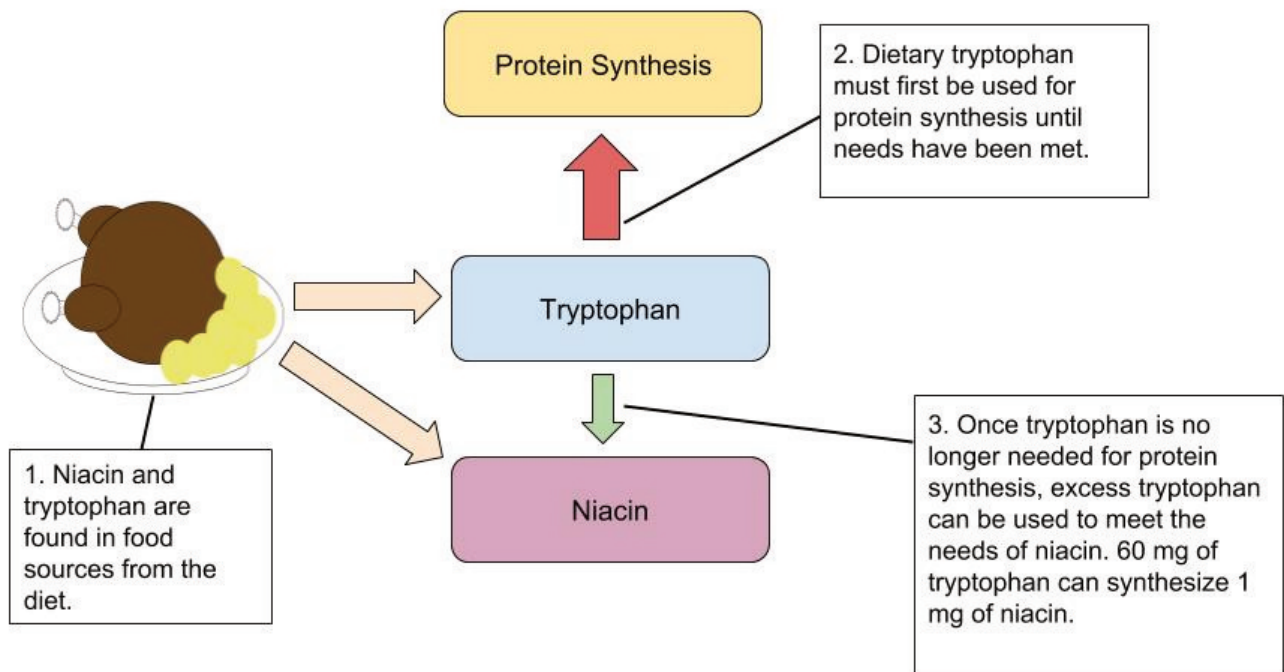 Protein Synthesis
2. Dietary tryptophan
must first be used for
protein synthesis until
needs have been met.
Tryptophan
Niacin
1. Niacin and
tryptophan are
found in food
sources from the
diet.
3. Once tryptophan is no
longer needed for protein
synthesis, excess tryptophan
can be used to meet the
needs of niacin. 60 mg of
tryptophan can synthesize 1
mg of niacin.